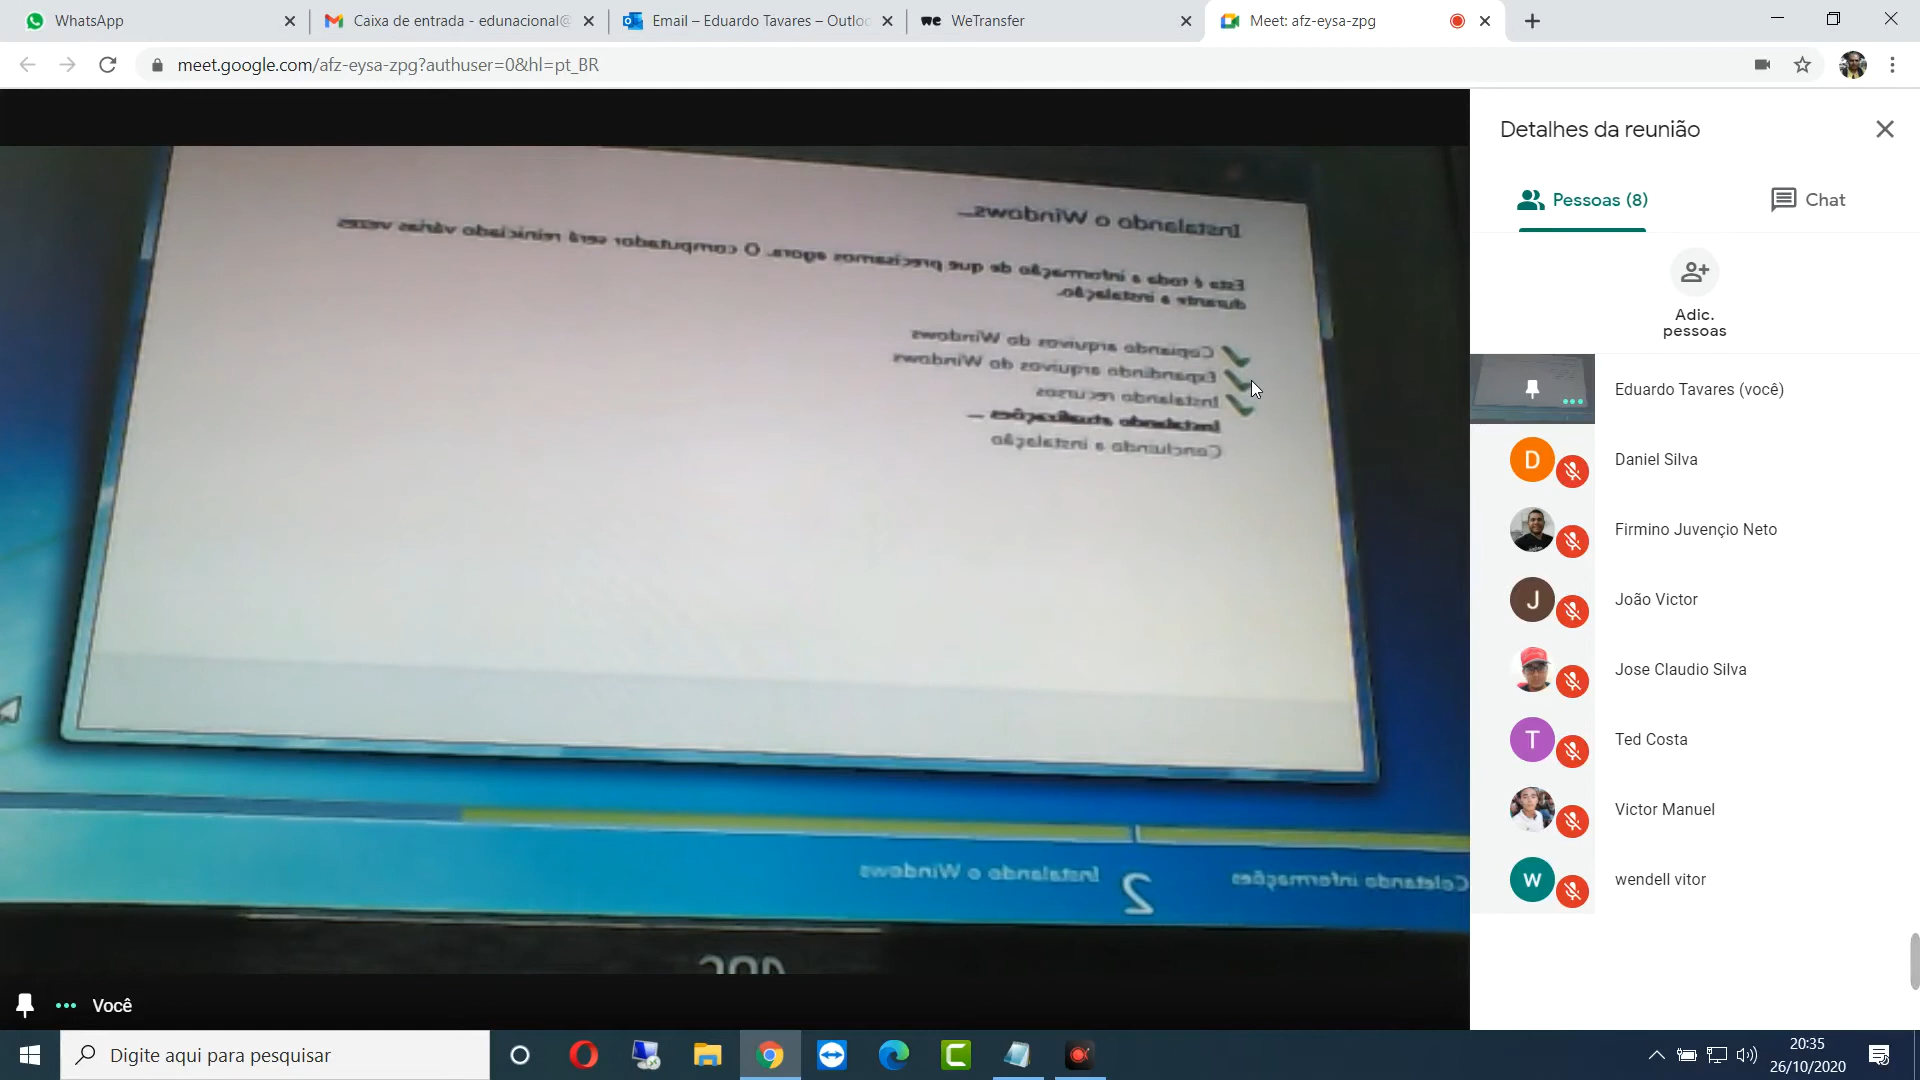 WhatsApp
Caixa de entrada - edunacional@
Email – Eduardo Tavares – Outloo
we WeTransfer
Meet: afz-eysa-zpg
meet.google.com/afz-eysa-zpg?authuser=0&hl=pt_BR
Instalando o Windows...
Esta é toda a informação de que precisamos agora. O computador será reiniciado várias vezes
durante a instalação.
Copiando arquivos do Windows
Expandindo arquivos do Windows
Instalando recursos
Instalando atualizações ...
Concluindo a instalação
Coletando informações
2 Instalando o Windows
aoc
Você
Detalhes da reunião
Pessoas (8)
Chat
Adic.
pessoas
Eduardo Tavares (você)
D Daniel Silva
Firmino Juvençio Neto
J João Victor
Jose Claudio Silva
T Ted Costa
Victor Manuel
w wendell vitor
Digite aqui para pesquisar
20:35
26/10/2020